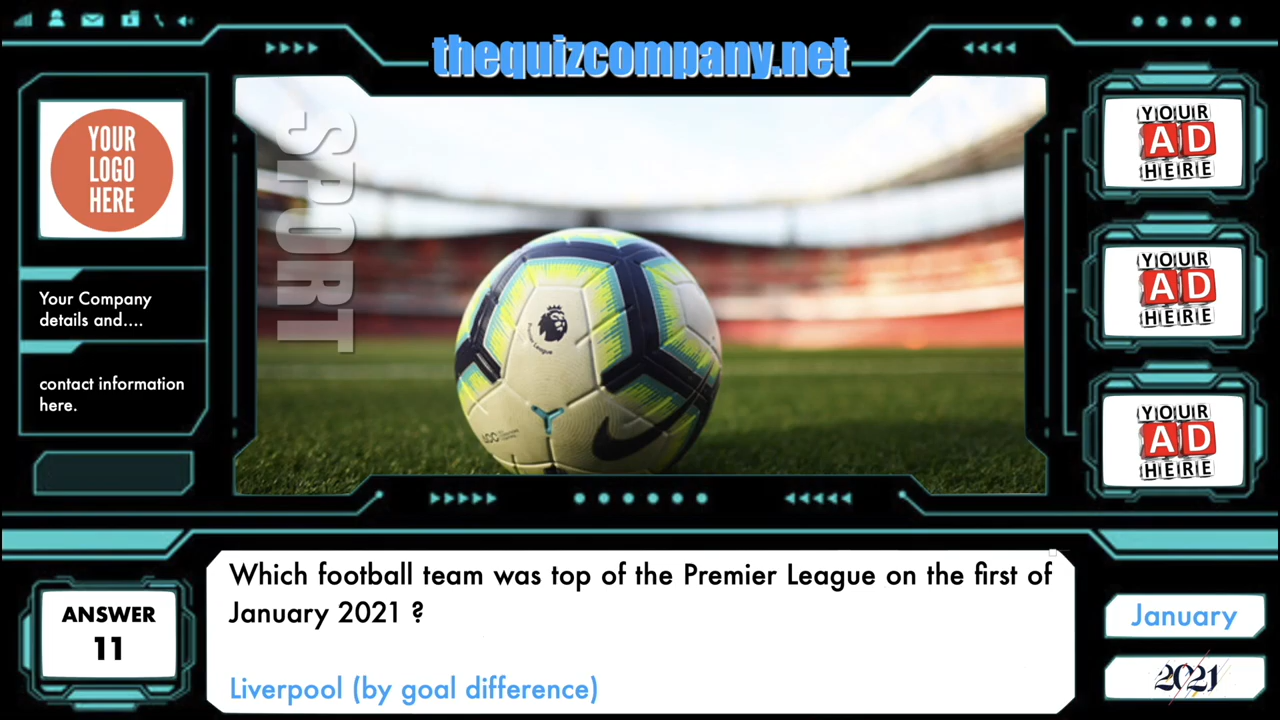 thequizcompany.net
YOUR
LOGO
HERE
Your Company
details and....
contact information
here.
SPORT
Premier
League
YOUR
AD
HERE
YOUR
AD
HERE
YOUR
AD
HERE
ANSWER
11
Which football team was top of the Premier League on the first of
January 2021 ?
Liverpool (by goal difference)
January
2021